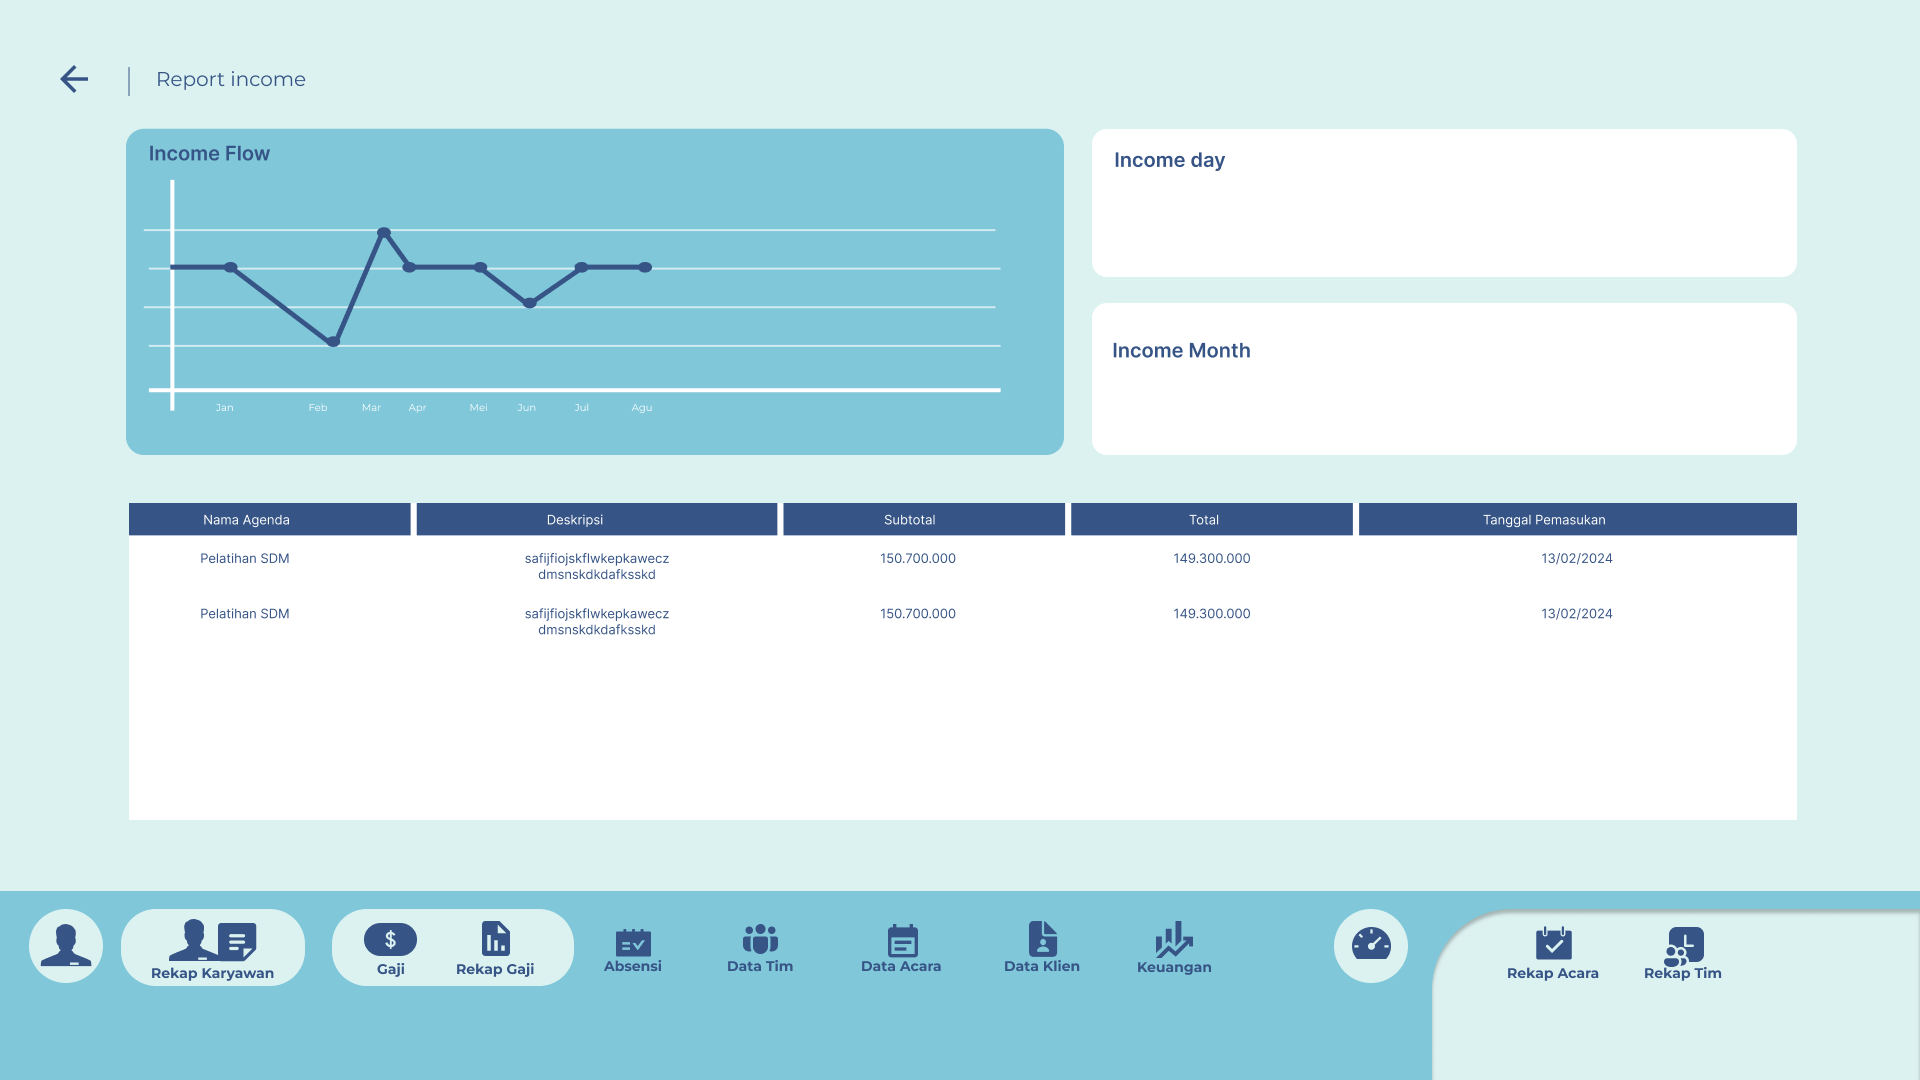 Report income
Income Flow
Jan Feb Mar Apr Mei Jun Jul Agu
Income day
Income Month
Nama Agenda Deskripsi Subtotal Total Tanggal Pemasukan
Pelatihan SDM safijfiojskflwkepkawecz 150.700.000 149.300.000 13/02/2024
dmsnskdkdafksskd
Pelatihan SDM safijfiojskflwkepkawecz 150.700.000 149.300.000 13/02/2024
dmsnskdkdafksskd
Rekap Karyawan
$
Gaji
Rekap Gaji
Absensi
Data Tim
Data Acara
Data Klien
Keuangan
Rekap Acara
Rekap Tim